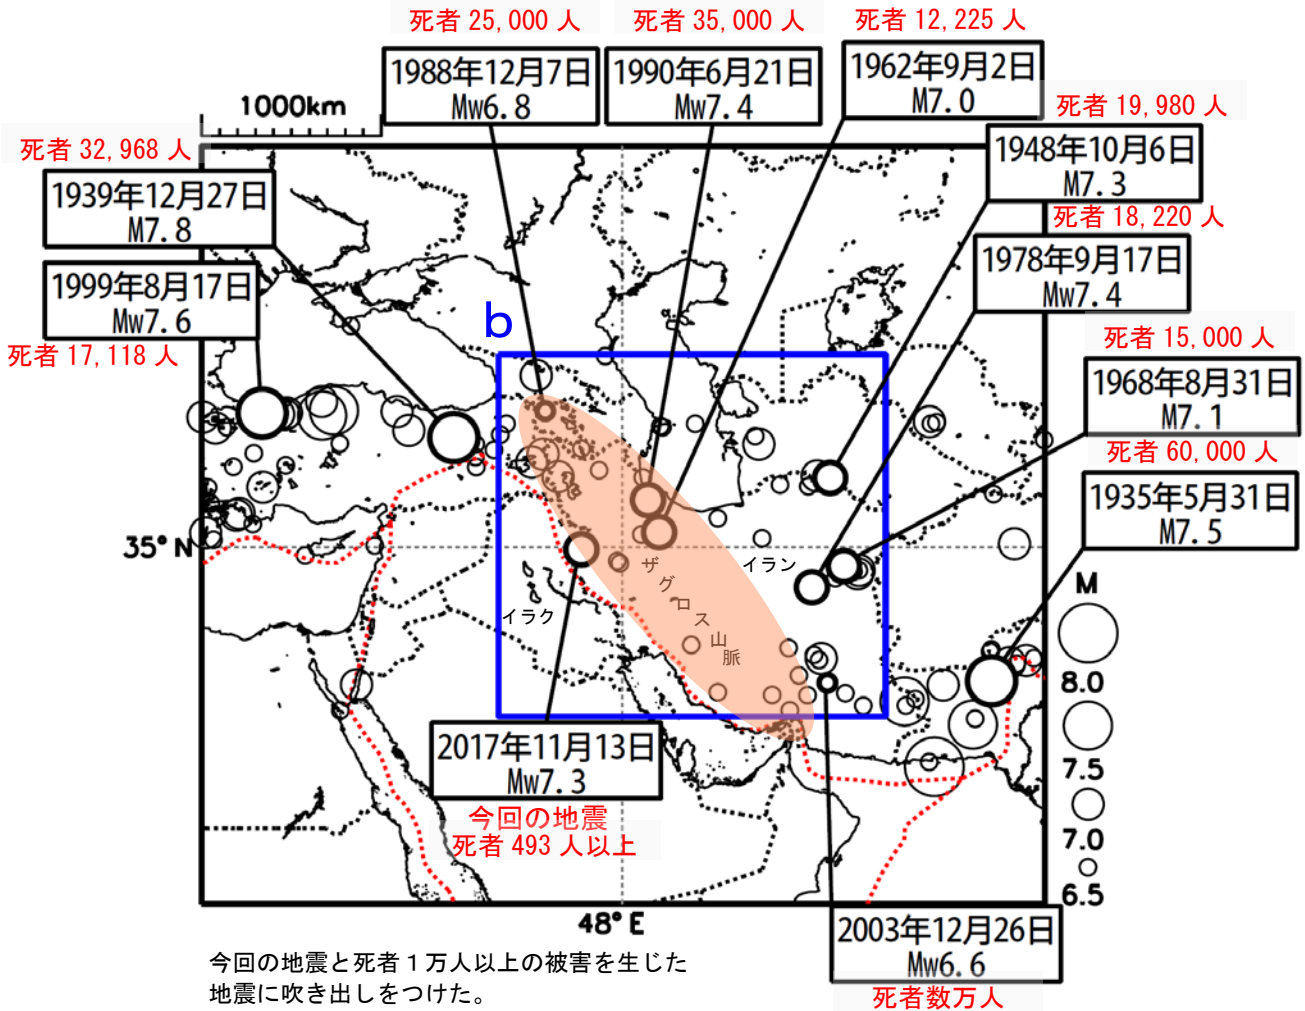 死者 25,000 人
死者 35,000 人
死者 12,225 人
1988年12月7日
Mw6.8
1990年6月21日
Mw7.4
1962年9月2日
M7.0
1000km
死者 19,980 人
1948年10月6日
M7.3
死者 32,968 人
1939年12月27日
M7.8
死者 18,220 人
1978年9月17日
Mw7.4
1999年8月17日
Mw7.6
死者 17,118 人
b
死者 15,000 人
1968年8月31日
M7.1
死者 60,000 人
1935年5月31日
M7.5
35°N
ザグロス山脈
イラン
イラク
M
8.0
7.5
7.0
6.5
2017年11月13日
Mw7.3
今回の地震
死者 493 人以上
48°E
2003年12月26日
Mw6.6
死者数万人
今回の地震と死者１万人以上の被害を生じた
地震に吹き出しをつけた。